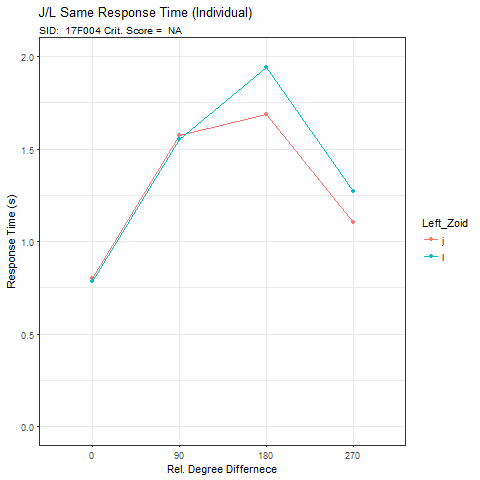 J/L Same Response Time (Individual)
SID:  17F004 Crit. Score =  NA
2.0
1.5
1.0
0.5
0.0
Response Time (s)
0 90 180 270
Rel. Degree Differnece
Left_Zoid
j
l